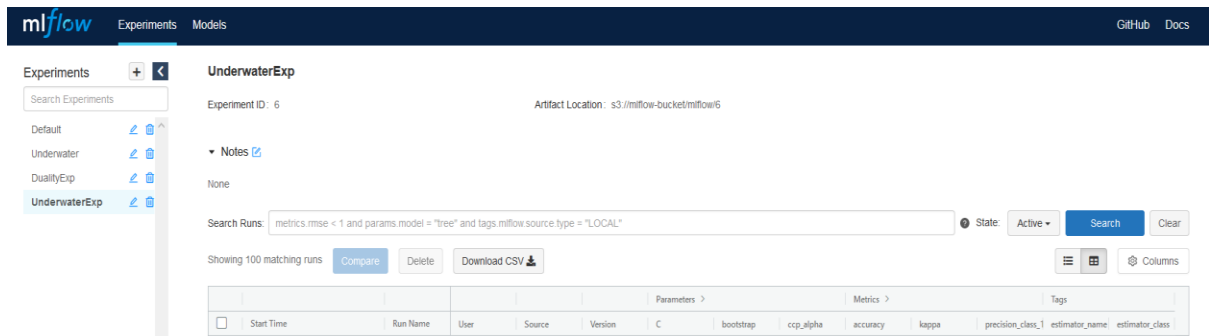 mlflow Experiments Models GitHub Docs
Experiments + <
Search Experiments
Default
Underwater
DualityExp
UnderwaterExp
UnderwaterExp
Experiment ID : 6 Artifact Location : s3://mlflow-bucket/mlflow/6
Notes
None
Search Runs: metrics.rmse < 1 and params.model = "tree" and tags.mlflow.source.type = "LOCAL" ? State: Active Search Clear
Showing 100 matching runs Compare Delete Download CSV Columns
Parameters > Metrics > Tags
Start Time Run Name User Source Version C bootstrap ccp_alpha accuracy kappa precision_class_1 estimator_name estimator_class